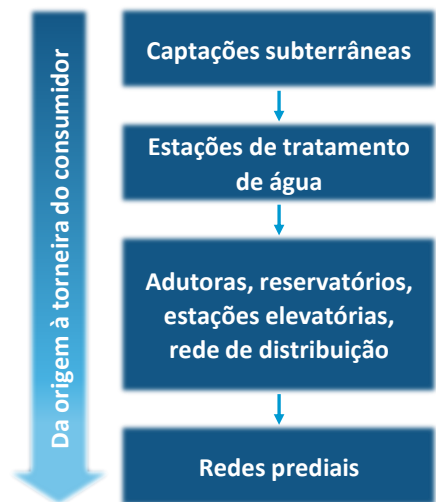 Da origem à torneira do consumidor
Captações subterrâneas
Estações de tratamento
de água
Adutoras, reservatórios,
estações elevatórias,
rede de distribuição
Redes prediais